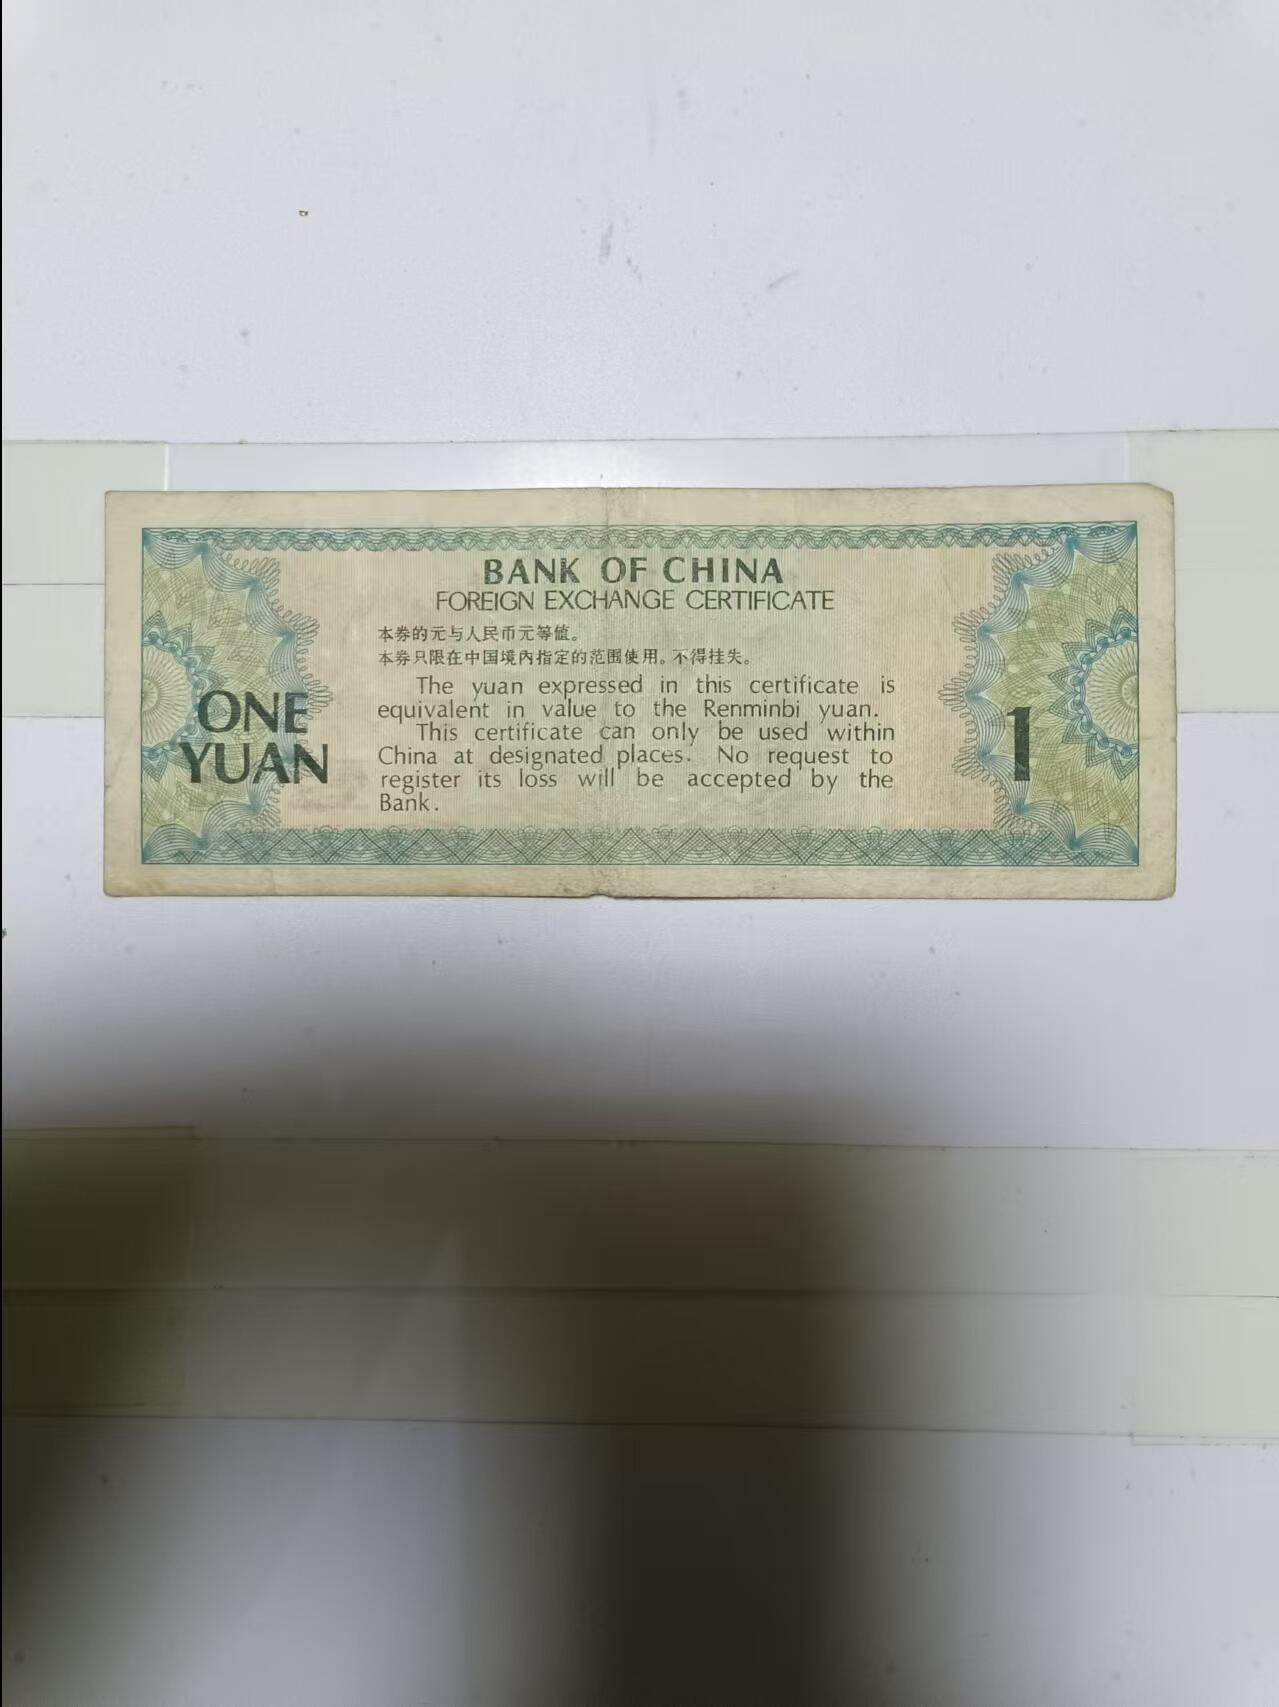 BANK OF CHINA
FOREIGN EXCHANGE CERTIFICATE
本券的元与人民币元等值。
本券只限在中国境内指定的范围使用。不得挂失。
The yuan expressed in this certificate is
equivalent in value to the Renminbi yuan.
This certificate can only be used within
China at designated places. No request to
register its loss will be accepted by the
Bank.
ONE
YUAN
1